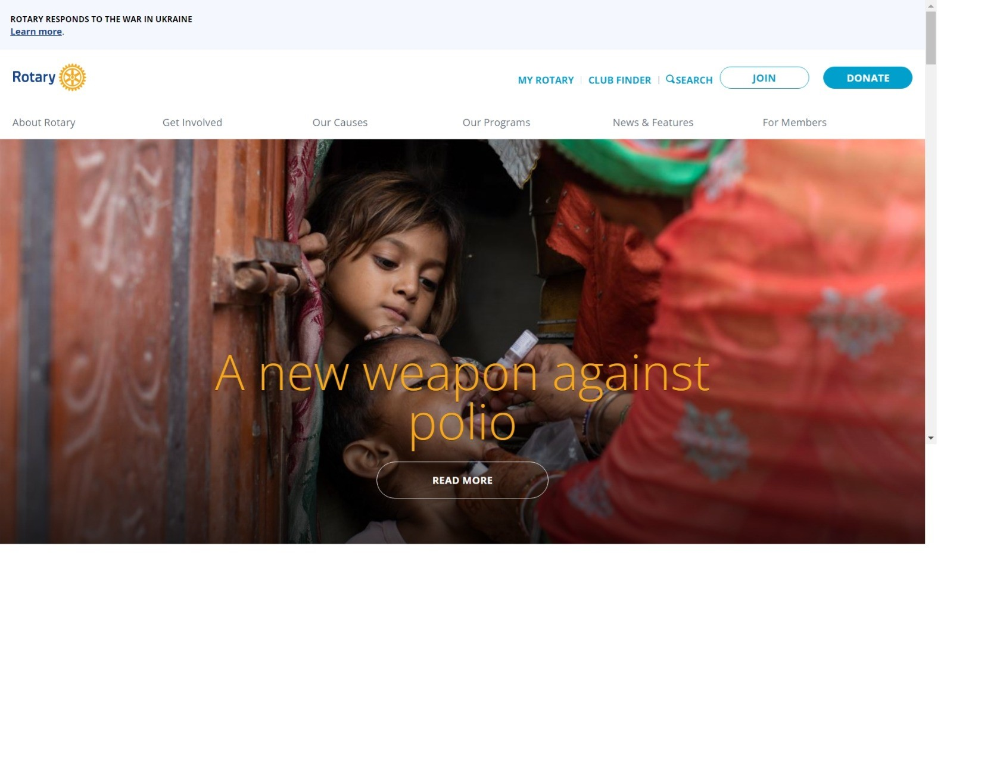 ROTARY RESPONDS TO THE WAR IN UKRAINE
Learn more.
Rotary
MY ROTARY
CLUB FINDER
SEARCH
JOIN
DONATE
About Rotary
Get Involved
Our Causes
Our Programs
News & Features
For Members
A new weapon against
polio
READ MORE